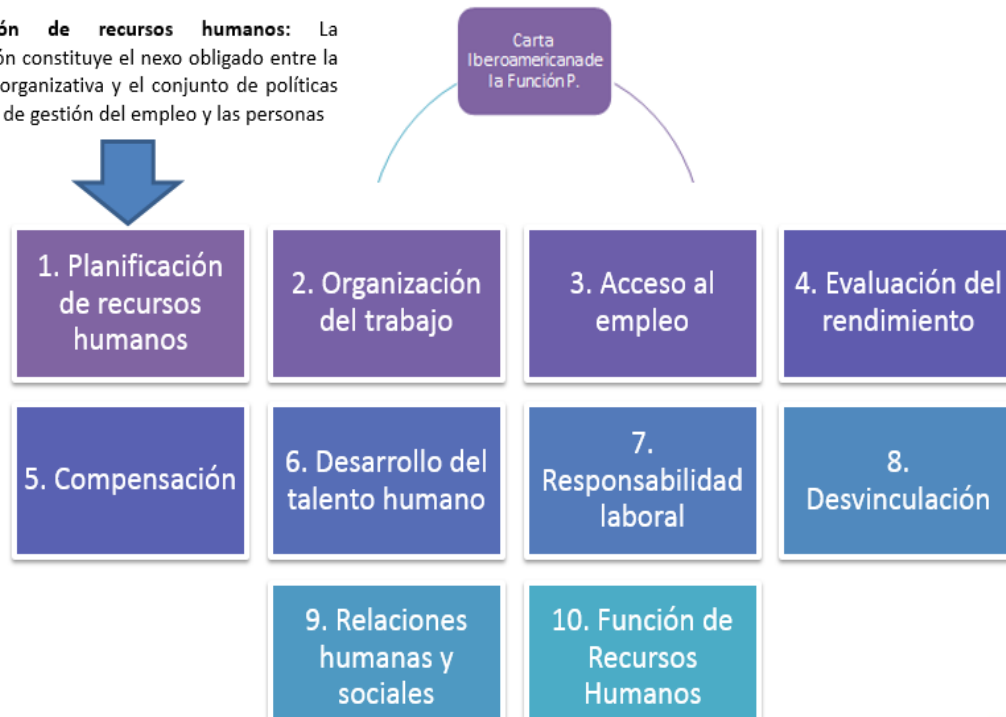 ón de recursos humanos: La
ón constituye el nexo obligado entre la
organizativa y el conjunto de políticas
de gestión del empleo y las personas
Carta
Iberoamericana de
la Función P.
1. Planificación
de recursos
humanos
2. Organización
del trabajo
3. Acceso al
empleo
4. Evaluación del
rendimiento
5. Compensación
6. Desarrollo del
talento humano
7.
Responsabilidad
laboral
8.
Desvinculación
9. Relaciones
humanas y
sociales
10. Función de
Recursos
Humanos